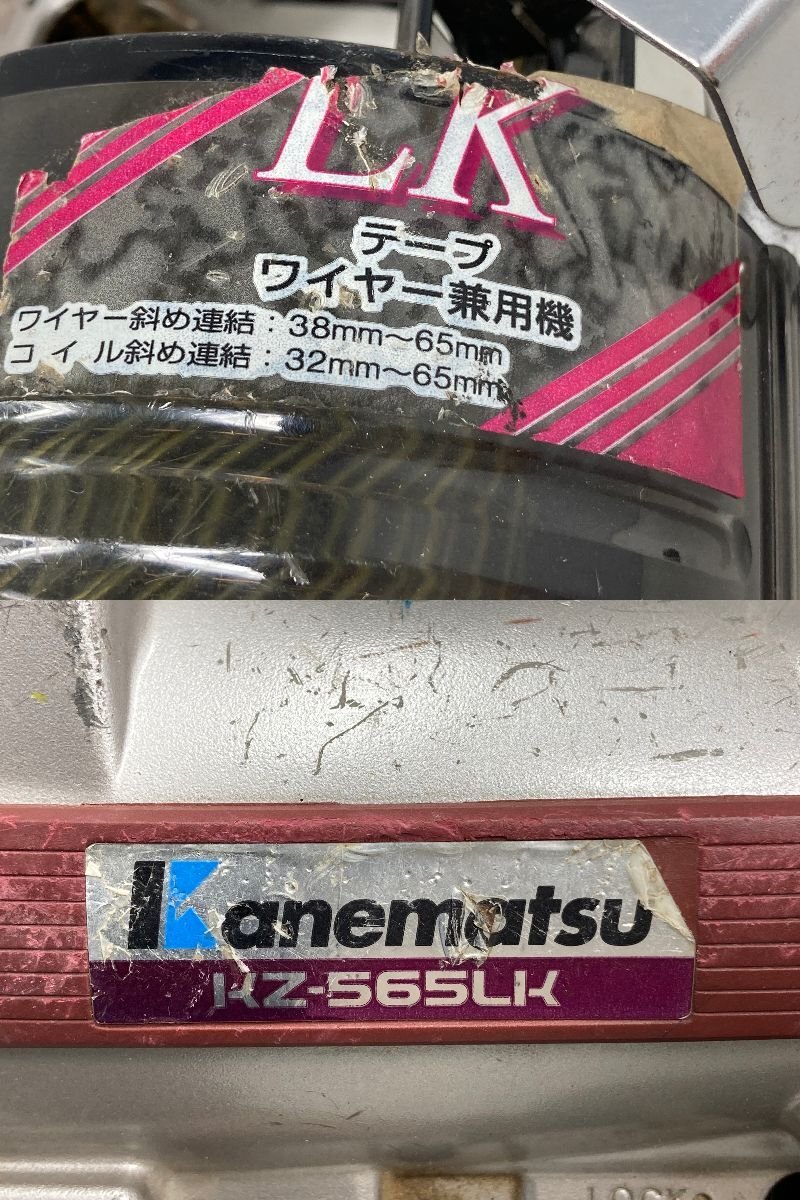 LK
テープ
ワイヤー兼用機
ワイヤー斜め連結：38mm～65mm
コイル斜め連結：32mm～65mm
Kanematsu
KZ-565LK
LOCK